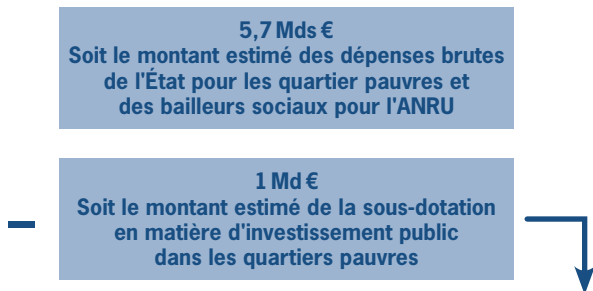 5,7 Mds €
Soit le montant estimé des dépenses brutes
de l'État pour les quartier pauvres et
des bailleurs sociaux pour l'ANRU
1 Md €
Soit le montant estimé de la sous-dotation
en matière d'investissement public
dans les quartiers pauvres